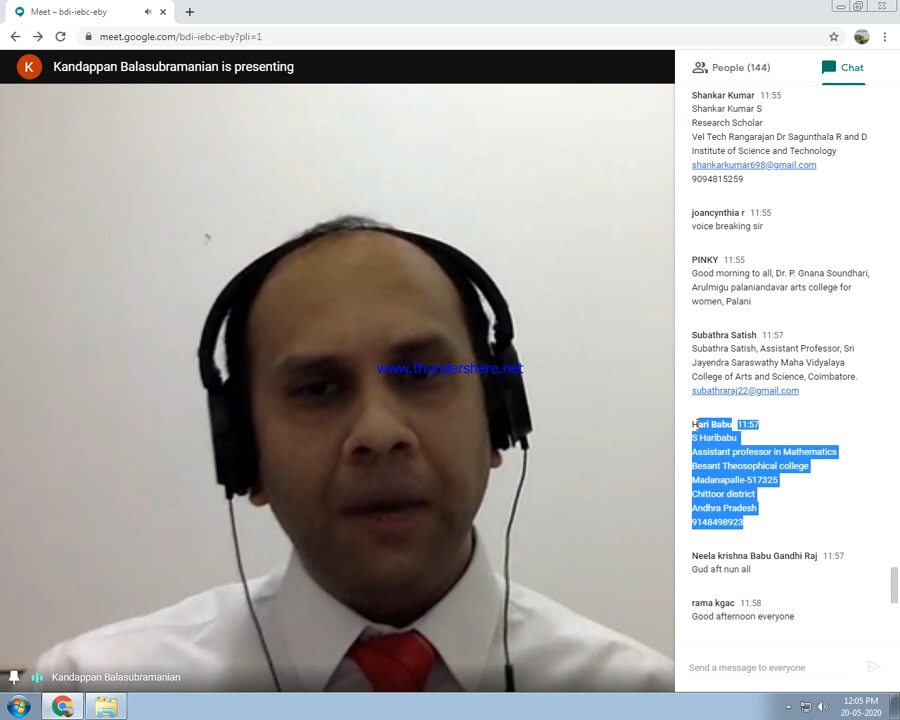 Meet – bdi-iebc-eby
meet.google.com/bdi-iebc-eby?pli=1
K
Kandappan Balasubramanian is presenting
People (144)
Chat
www.thundershare.net
Kandappan Balasubramanian
Shankar Kumar 11:55
Shankar Kumar S
Research Scholar
Vel Tech Rangarajan Dr Sagunthala R and D
Institute of Science and Technology
shankarkumar698@gmail.com
9094815259
joancynthia r 11:55
voice breaking sir
PINKY 11:55
Good morning to all, Dr. P. Gnana Soundhari,
Arulmigu palaniandavar arts college for
women, Palani
Subathra Satish 11:57
Subathra Satish, Assistant Professor, Sri
Jayendra Saraswathy Maha Vidyalaya
College of Arts and Science, Coimbatore.
subathraraj22@gmail.com
Hari Babu 11:57
S Haribabu
Assistant professor in Mathematics
Besant Theosophical college
Madanapalle-517325
Chittoor district
Andhra Pradesh
9148498923
Neela krishna Babu Gandhi Raj 11:57
Gud aft nun all
rama kgac 11:58
Good afternoon everyone
Send a message to everyone
12:05 PM
20-05-2020